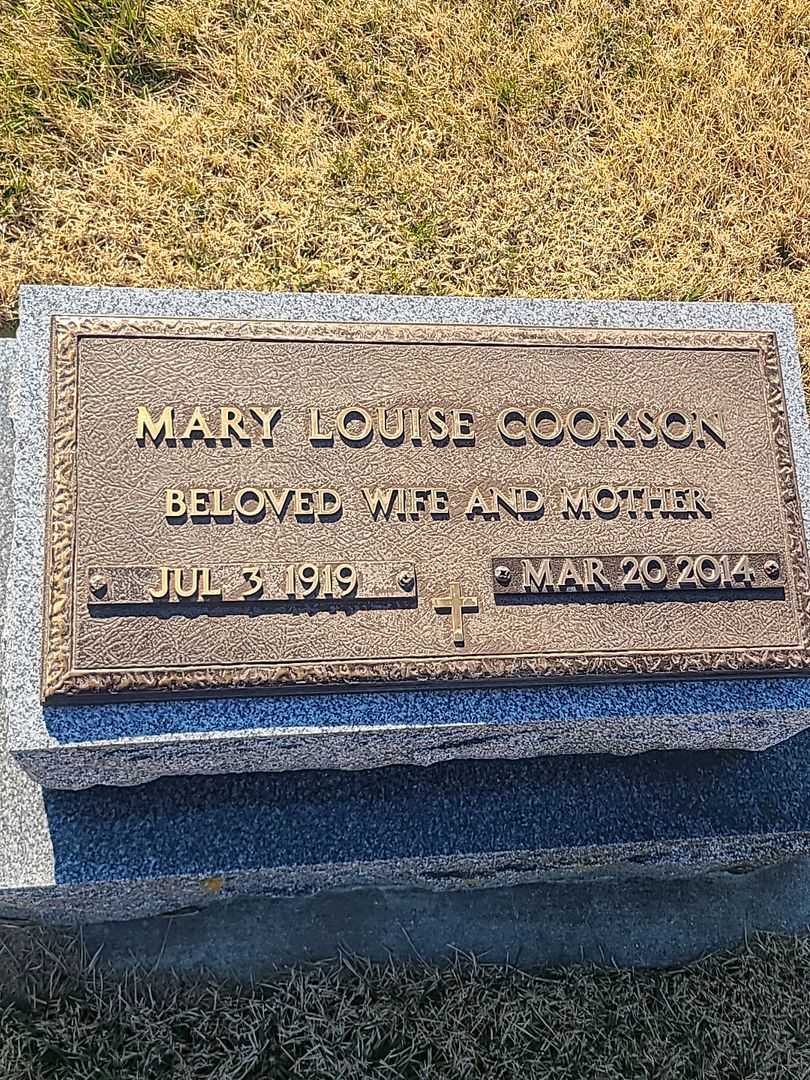 MARY LOUISE COOKSON
BELOVED WIFE AND MOTHER
JUL 3 1919 MAR 20 2014